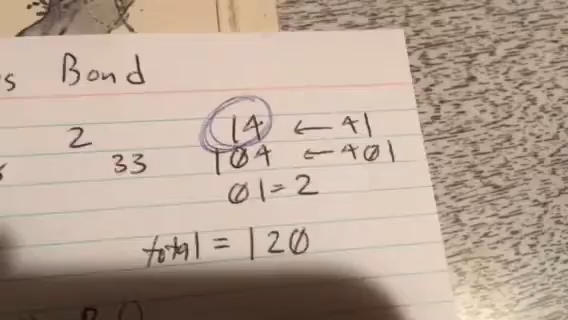 s Bond
2 14 ← 41
33 104 ← 401
01=2
total = 120